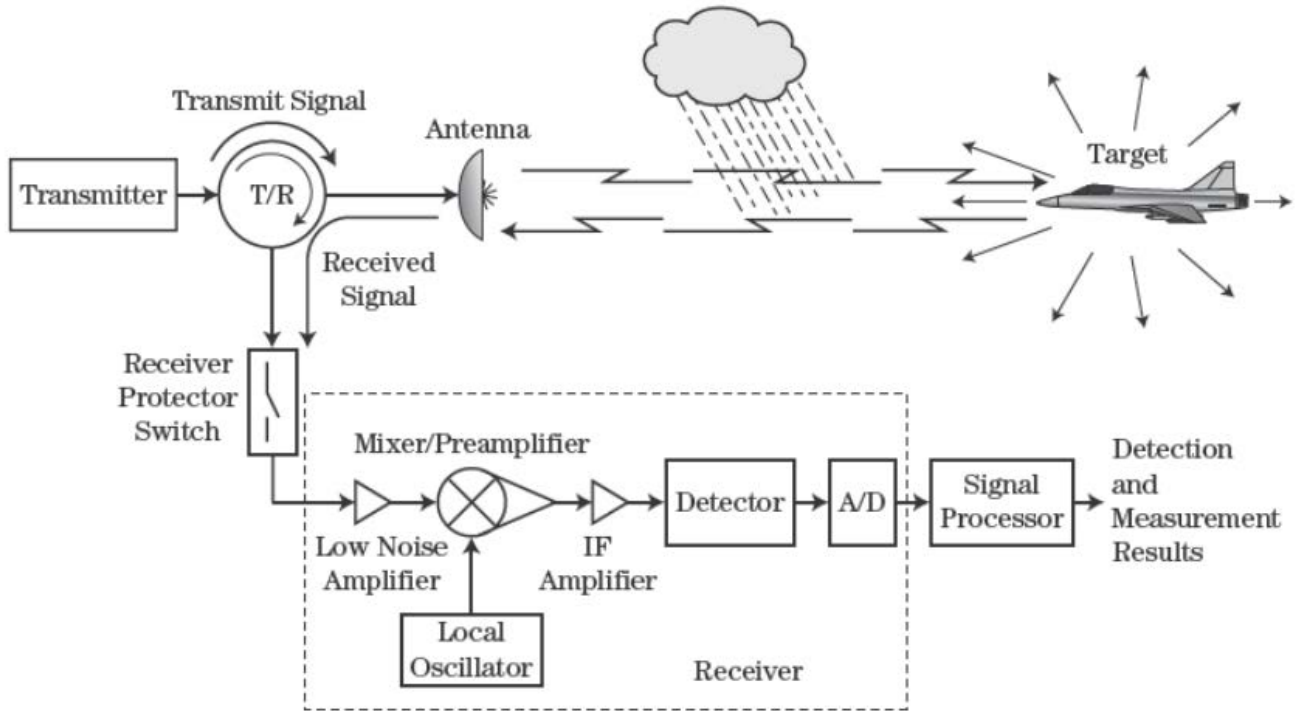 Transmit Signal
Antenna
Target
Transmitter
T/R
Received
Signal
Receiver
Protector
Switch
Mixer/Preamplifier
Detector
A/D
Signal
Processor
Detection
and
Measurement
Results
Low Noise
Amplifier
IF
Amplifier
Local
Oscillator
Receiver